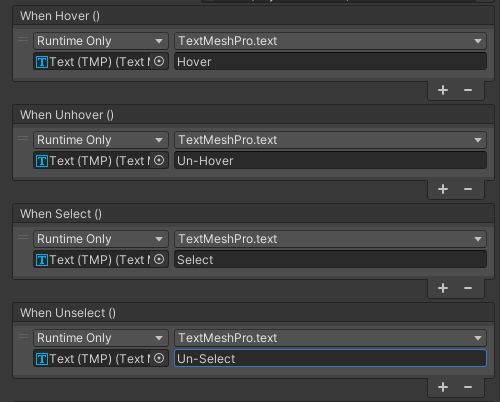 When Hover ()
Runtime Only TextMeshPro.text
Text (TMP) (Text Hover
When Unhover ()
Runtime Only TextMeshPro.text
Text (TMP) (Text Un-Hover
When Select ()
Runtime Only TextMeshPro.text
Text (TMP) (Text Select
When Unselect ()
Runtime Only TextMeshPro.text
Text (TMP) (Text Un-Select